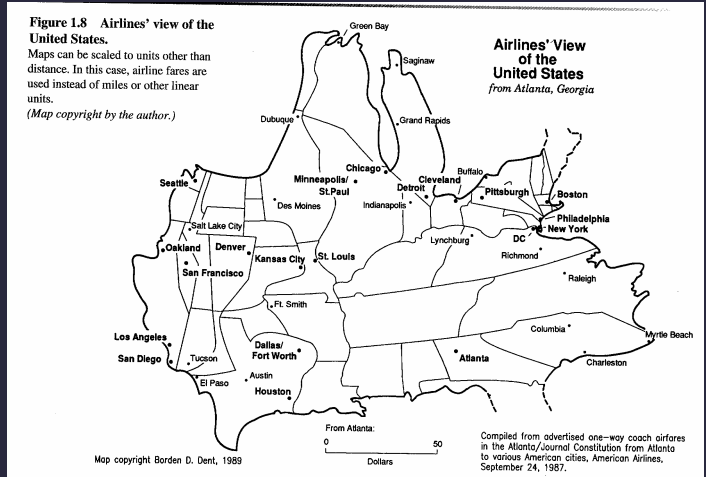 Figure 1.8 Airlines' view of the
United States.
Maps can be scaled to units other than
distance. In this case, airline fares are
used instead of miles or other linear
units.
(Map copyright by the author.)
Airlines' View
of the
United States
from Atlanta, Georgia
Green Bay
Saginaw
Dubuque
Grand Rapids
Chicago
Minneapolis/
St.Paul
Cleveland
Buffalo
Detroit
Pittsburgh
Boston
Seattle
Des Moines
Indianapolis
Philadelphia
New York
DC
Salt Lake City
Lynchburg
Richmond
Oakland
Denver
Kansas City
St. Louis
San Francisco
Raleigh
Ft. Smith
Columbia
Myrtle Beach
Los Angeles
San Diego
Tucson
Dallas/
Fort Worth
Atlanta
Charleston
El Paso
Austin
Houston
From Atlanta:
0 50
Dollars
Map copyright Borden D. Dent, 1989
Compiled from advertised one-way coach airfares
in the Atlanta/Journal Constitution from Atlanta
to various American cities, American Airlines,
September 24, 1987.